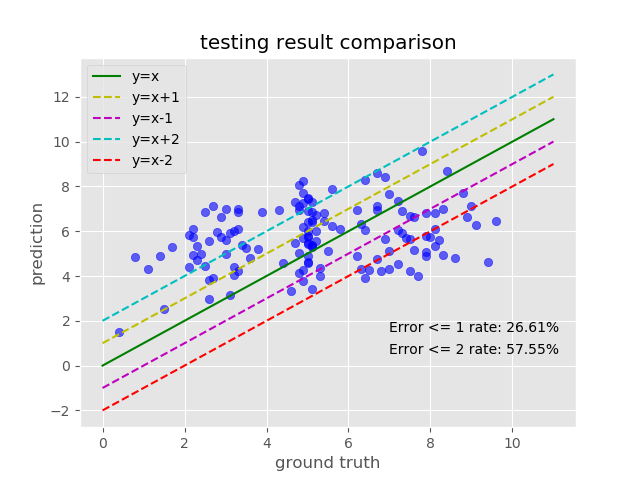 testing result comparison
y=x
y=x+1
y=x-1
y=x+2
y=x-2
12
10
8
6
4
2
0
−2
prediction
Error <= 1 rate: 26.61%
Error <= 2 rate: 57.55%
0
2
4
6
8
10
ground truth